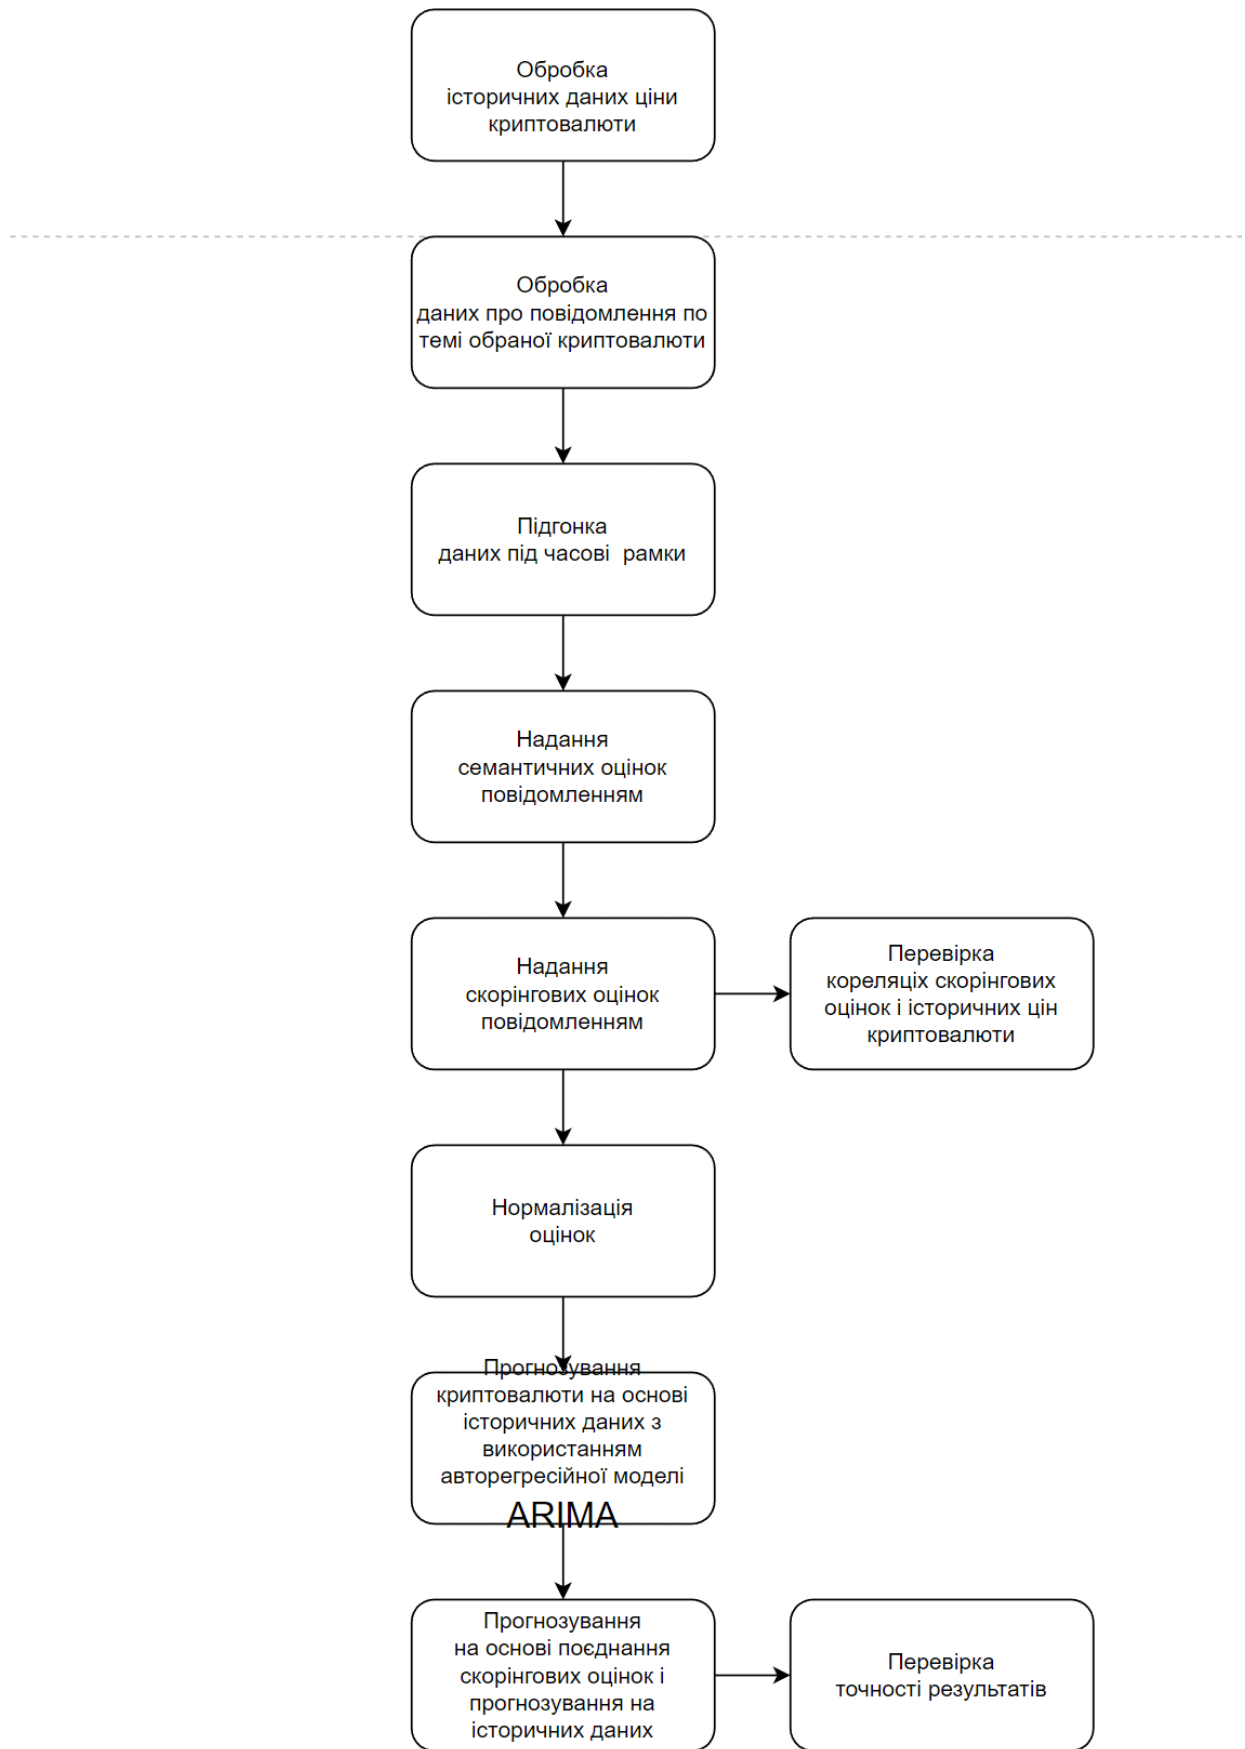 Обробка
історичних даних ціни
криптовалюти
Обробка
даних про повідомлення по
темі обраної криптовалюти
Підгонка
даних під часові  рамки
Надання
семантичних оцінок
повідомленням
Надання
скорінгових оцінок
повідомленням
Перевірка
кореляціх скорінгових
оцінок і історичних цін
криптовалюти
Нормалізація
оцінок
Прогнозування
криптовалюти на основі
історичних даних з
використанням
авторегресійної моделі
ARIMA
Прогнозування
на основі поєднання
скорінгових оцінок і
прогнозування на
історичних даних
Перевірка
точності результатів